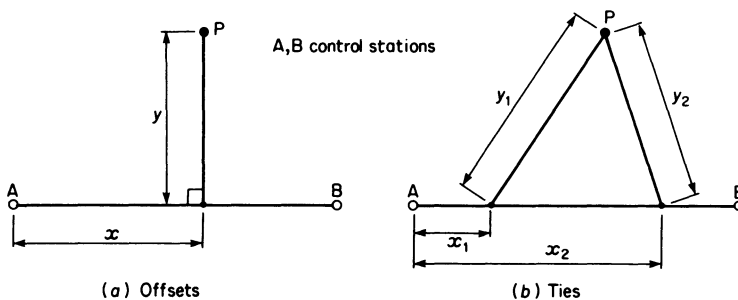 P
A,B control stations
y
A
B
x
(a) Offsets
P
y₁
y₂
A
B
x₁
x₂
(b) Ties